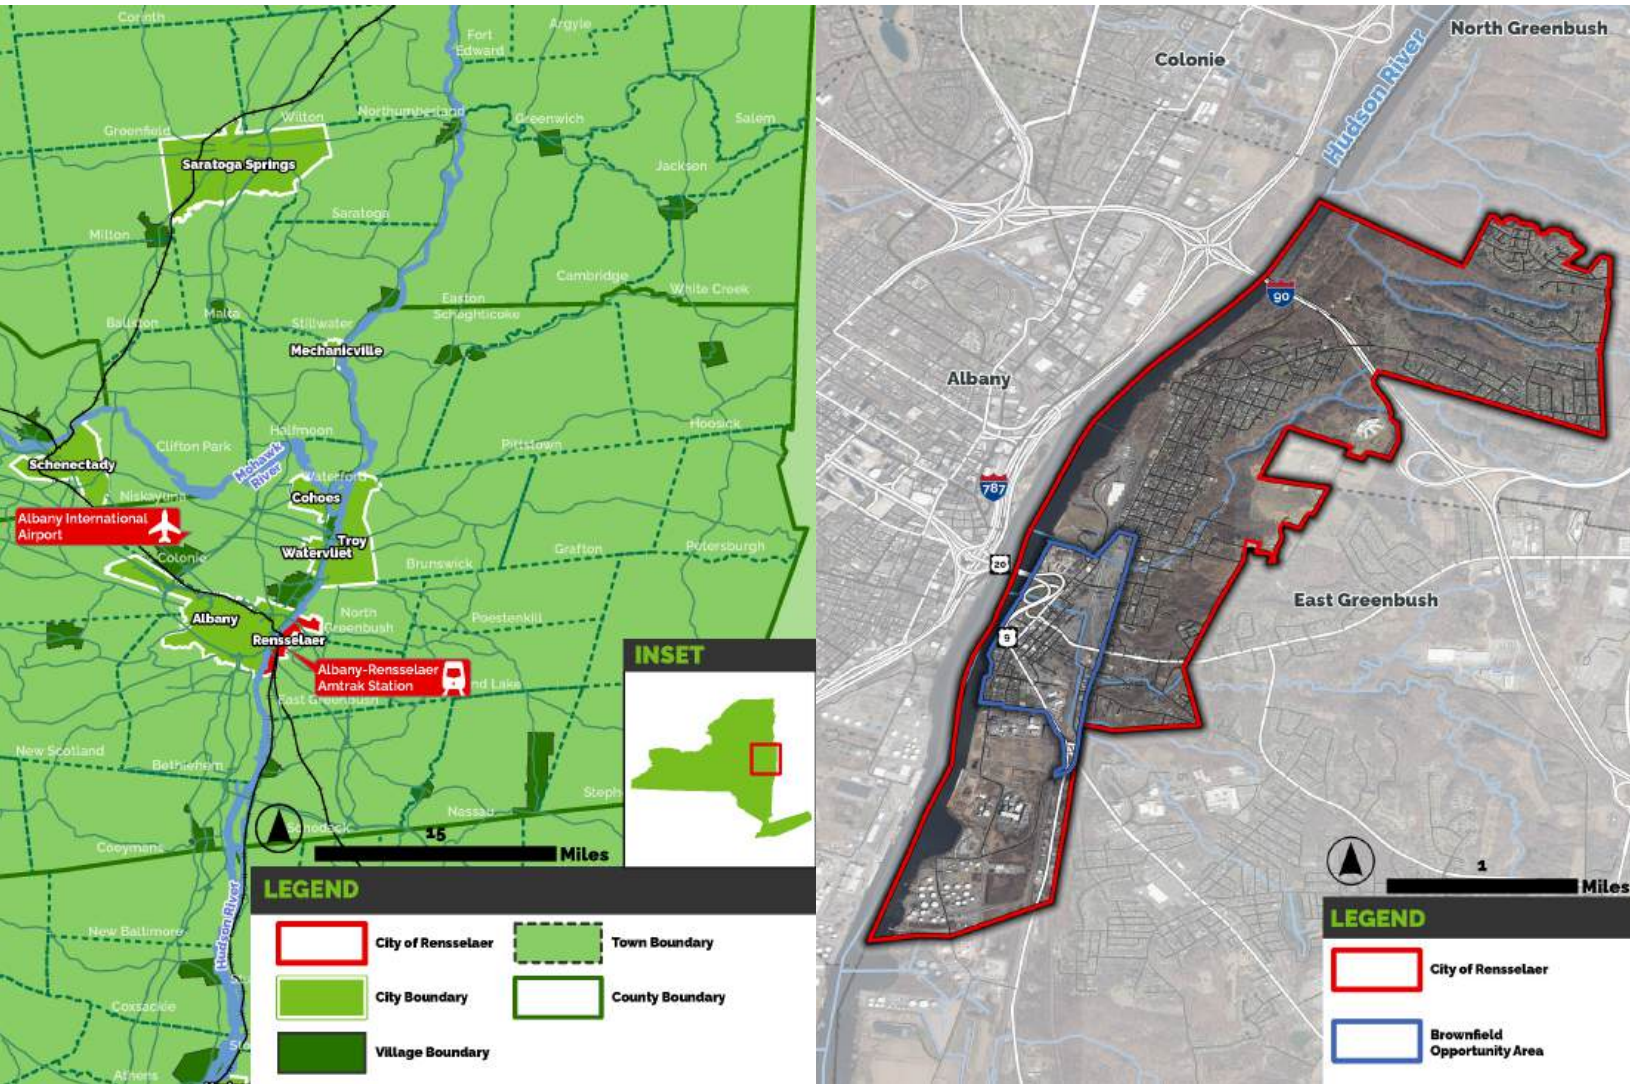 Corinth
Fort
Edward
Argyle
Wilton
Northumberland
Greenfield
Greenwich
Salem
Saratoga Springs
Jackson
Saratoga
Milton
Cambridge
White Creek
Easton
Schaghticoke
Malta
Ballston
Stillwater
Mechanicville
Hoosick
Halfmoon
Clifton Park
Pittstown
Mohawk
River
Schenectady
Waterford
Niskayuna
Cohoes
Albany International
Airport
Troy
Watervliet
Colonie
Grafton
Petersburgh
Brunswick
Albany
North
Greenbush
Poestenkill
Rensselaer
Albany-Rensselaer
Amtrak Station
nd Lake
East Greenbush
New Scotland
Bethlehem
Steph
Nassau
Schodack
Coeymans
15
Miles
Hudson River
New Baltimore
Coxsackie
Athens
INSET
LEGEND
City of Rensselaer
Town Boundary
City Boundary
County Boundary
Village Boundary
North Greenbush
Colonie
Hudson River
90
Albany
787
20
East Greenbush
9
1
Miles
LEGEND
City of Rensselaer
Brownfield
Opportunity Area